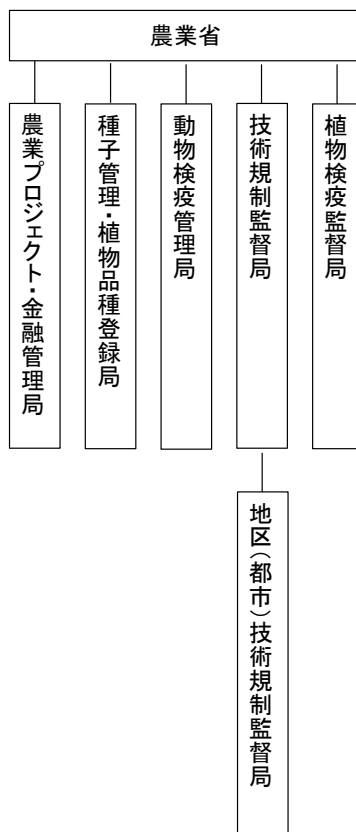 農業省
農業プロジェクト・金融管理局
種子管理・植物品種登録局
動物検疫管理局
技術規制監督局
植物検疫監督局
地区（都市）技術規制監督局